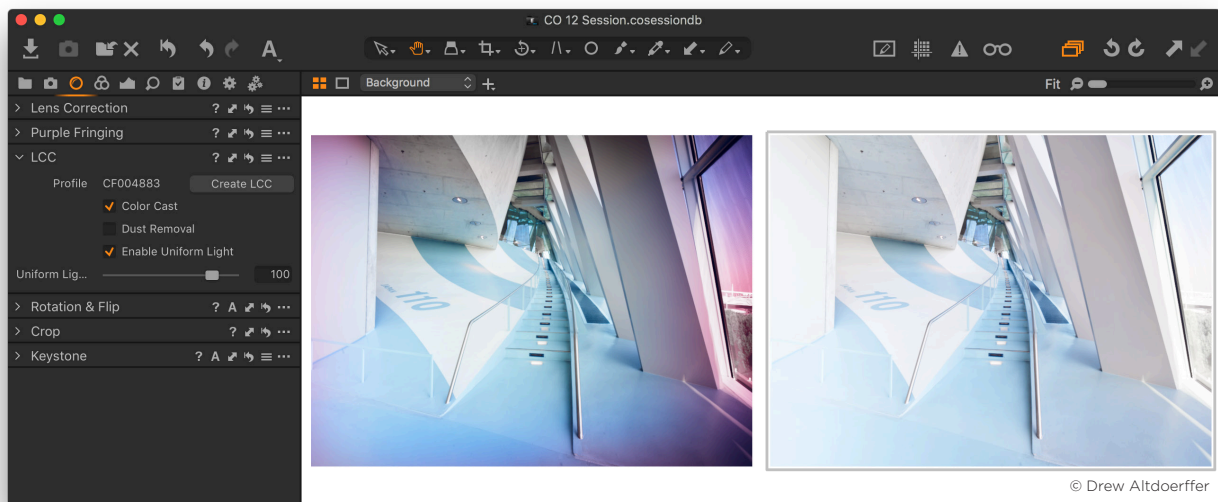 CO 12 Session.cosessiondb
A
Background
Fit
Lens Correction ?
Purple Fringing ?
LCC ?
Profile CF004883 Create LCC
Color Cast
Dust Removal
Enable Uniform Light
Uniform Lig... 100
Rotation & Flip ? A
Crop ?
Keystone ? A
110
110
© Drew Altdoerffer